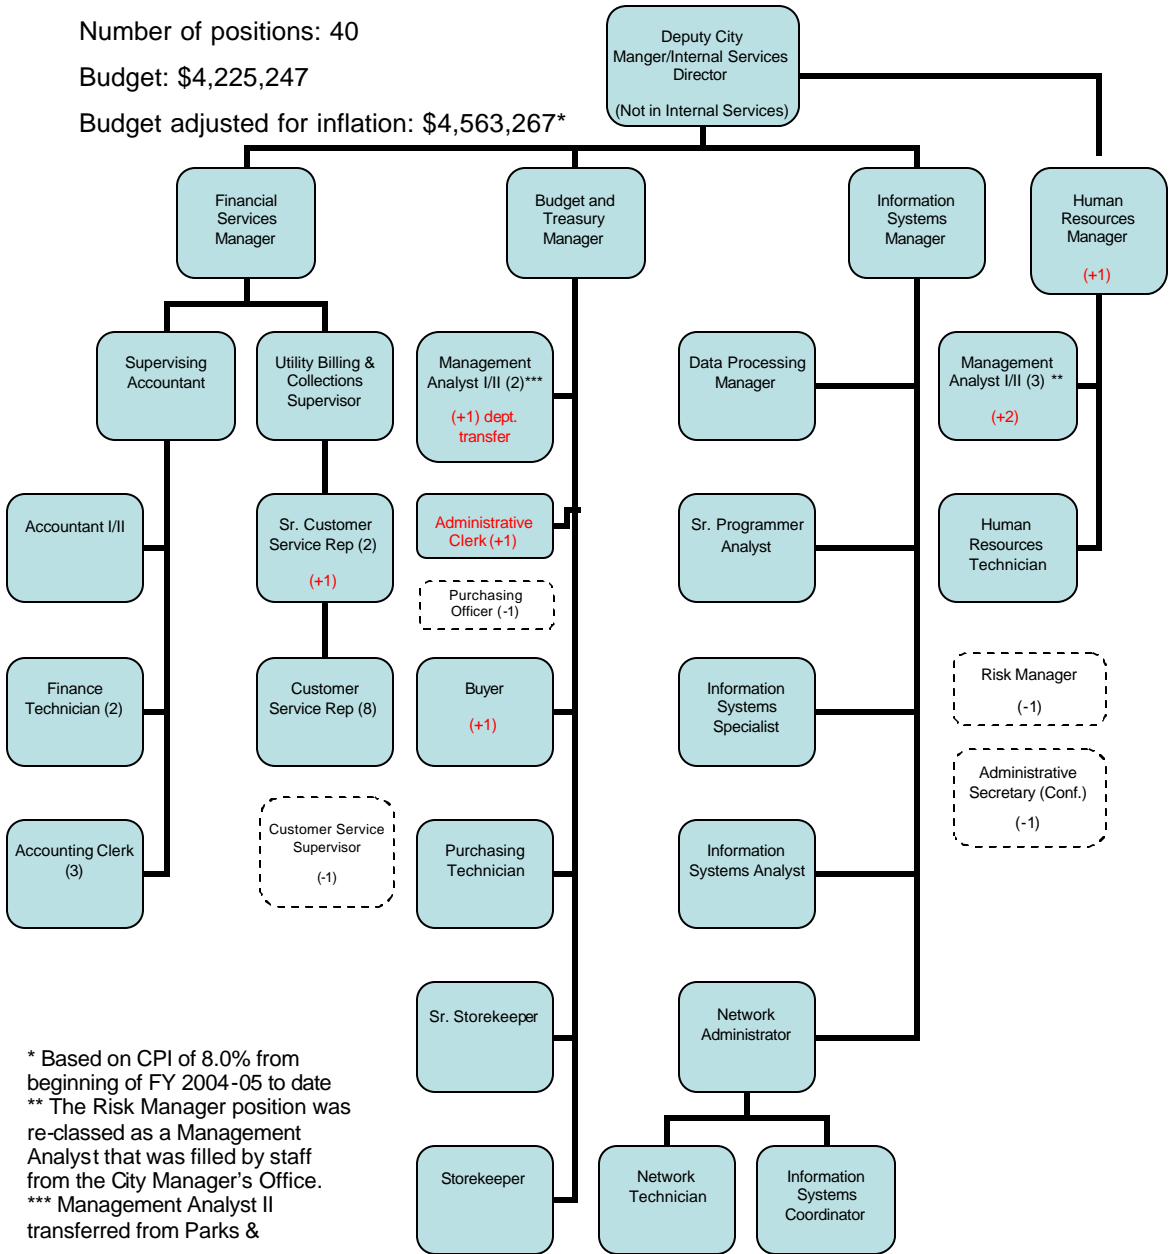 Number of positions: 40
Budget: $4,225,247
Budget adjusted for inflation: $4,563,267*
Deputy City
Manger/Internal Services
Director
(Not in Internal Services)
Financial
Services
Manager
Budget and
Treasury
Manager
Information
Systems
Manager
Human
Resources
Manager
(+1)
Supervising
Accountant
Utility Billing &
Collections
Supervisor
Management
Analyst I/II (2)***
(+1) dept.
transfer
Data Processing
Manager
Management
Analyst I/II (3) **
(+2)
Accountant I/II
Sr. Customer
Service Rep (2)
(+1)
Administrative
Clerk (+1)
Purchasing
Officer (-1)
Sr. Programmer
Analyst
Human
Resources
Technician
Finance
Technician (2)
Customer
Service Rep (8)
Buyer
(+1)
Information
Systems
Specialist
Risk Manager
(-1)
Administrative
Secretary (Conf.)
(-1)
Accounting Clerk
(3)
Customer Service
Supervisor
(-1)
Purchasing
Technician
Information
Systems Analyst
Sr. Storekeeper
Network
Administrator
Storekeeper
Network
Technician
Information
Systems
Coordinator
* Based on CPI of 8.0% from
beginning of FY 2004-05 to date
** The Risk Manager position was
re-classed as a Management
Analyst that was filled by staff
from the City Manager's Office.
*** Management Analyst II
transferred from Parks &